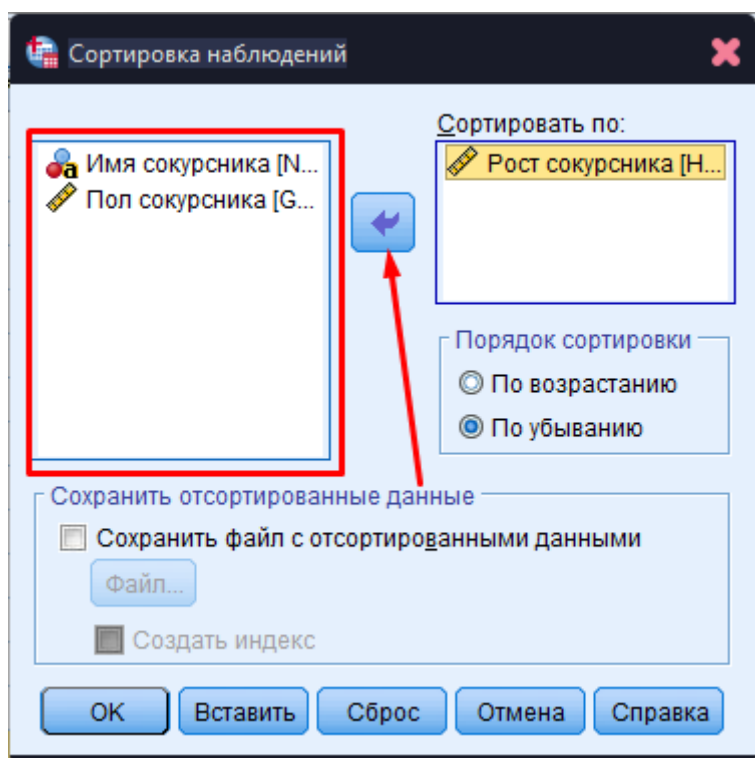 Сортировка наблюдений
Сортировать по:
Имя сокурсника [N...
Пол сокурсника [G...
Рост сокурсника [H...
Порядок сортировки
По возрастанию
По убыванию
Сохранить отсортированные данные
Сохранить файл с отсортированными данными
Файл...
Создать индекс
OK Вставить Сброс Отмена Справка